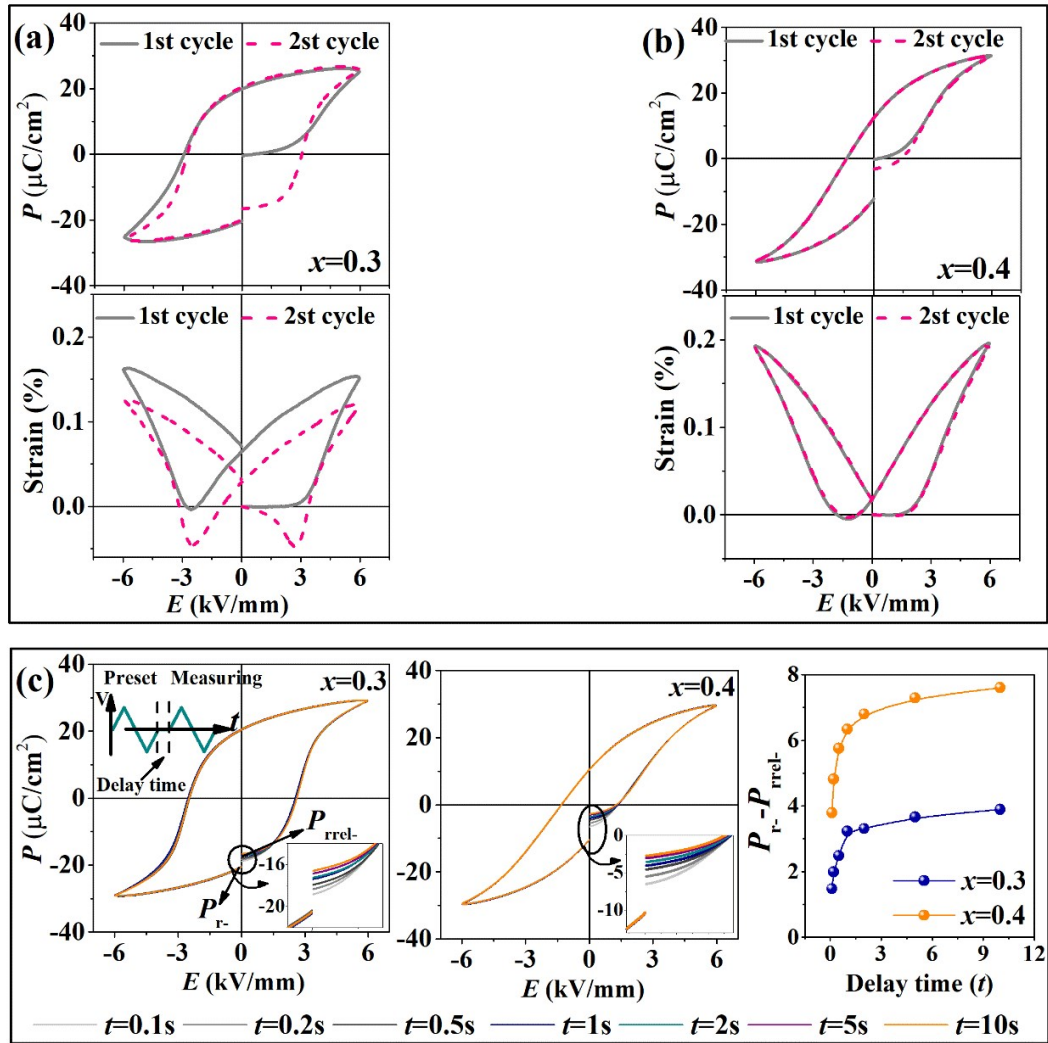 (a)
1st cycle 2st cycle
40
20
0
-20
-40
P (μC/cm²)
x=0.3
1st cycle 2st cycle
0.2
0.1
0.0
Strain (%)
-6 -3 0 3 6
E (kV/mm)
(b)
1st cycle 2st cycle
40
20
0
-20
-40
P (μC/cm²)
x=0.4
1st cycle 2st cycle
0.2
0.1
0.0
Strain (%)
-6 -3 0 3 6
E (kV/mm)
(c)
Preset Measuring
x=0.3
V
t
Delay time
40
20
0
-20
-40
P (μC/cm²)
Prrel-
Pr-
-16
-20
-6 -3 0 3 6
E (kV/mm)
x=0.4
40
20
0
-20
-40
0
-5
-10
-6 -3 0 3 6
E (kV/mm)
8
6
4
2
0
Pr--Prrel-
x=0.3
x=0.4
0 3 6 9 12
Delay time (t)
t=0.1s t=0.2s t=0.5s t=1s t=2s t=5s t=10s